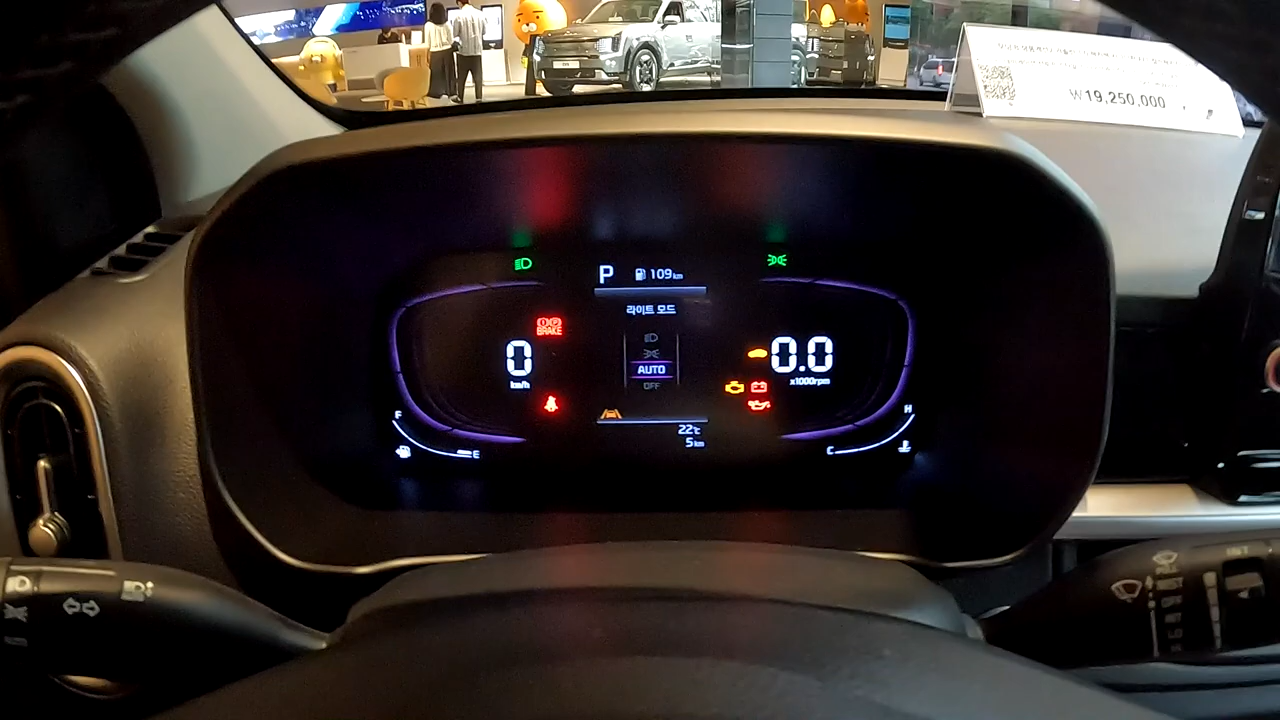 ₩19,250,000
P 109km
라이트 모드
BRAKE
0
km/h
AUTO
OFF
0.0
x1000rpm
F
E
22℃
5km
H
C